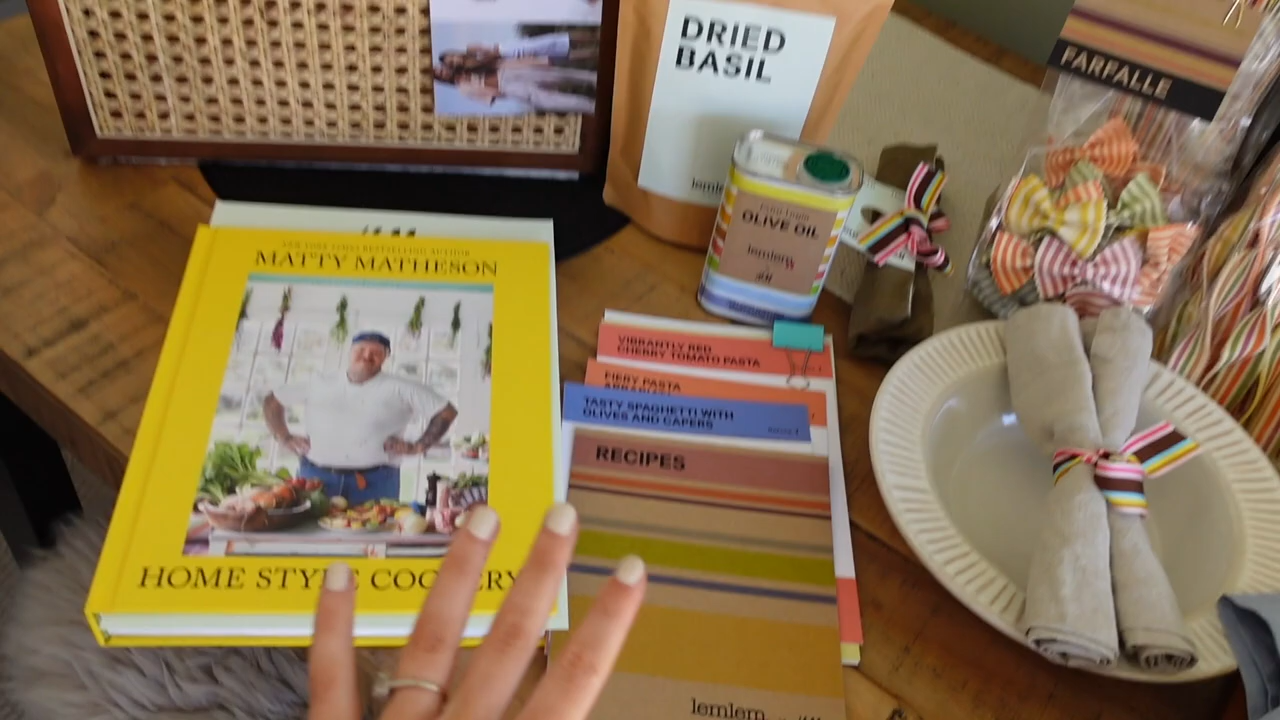 DRIED
BASIL
lemlem
FARFALLE
OLIVE OIL
lemlem
NEW YORK TIMES BESTSELLING AUTHOR
MATTY MATHESON
HOME STYLE COOKERY
VIBRANTLY RED
CHERRY TOMATO PASTA
FIERY PASTA
TASTY SPAGHETTI WITH
OLIVES AND CAPERS
RECIPES
lemlem